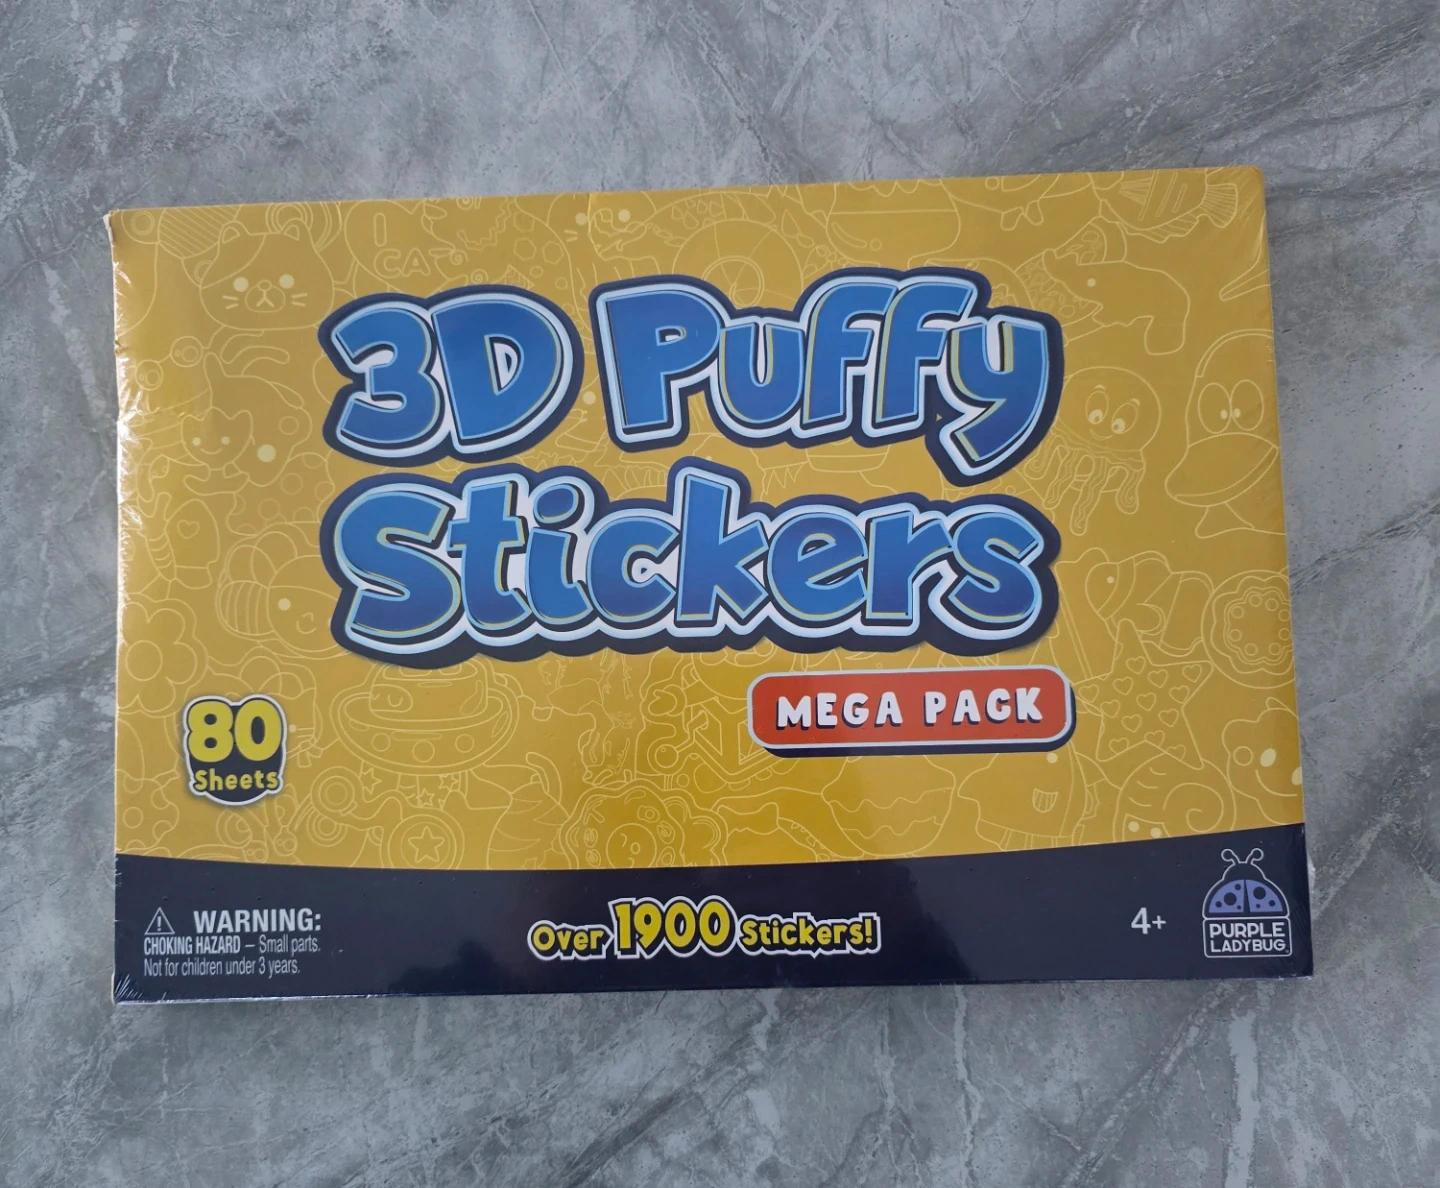 I
CA
3D Puffy
Stickers
MEGA PACK
80
Sheets
WARNING:
CHOKING HAZARD – Small parts.
Not for children under 3 years.
Over 1900 Stickers!
4+
PURPLE
LADYBUG